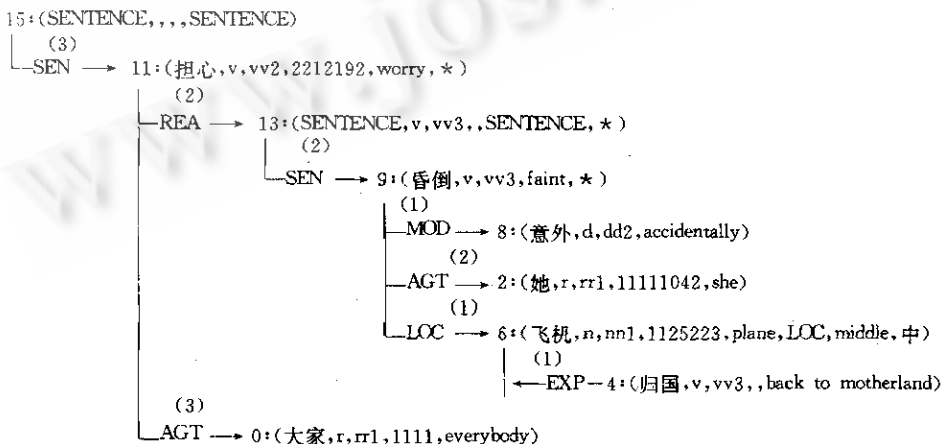 15:(SENTENCE,,,,SENTENCE)
(3)
SEN → 11:(担心,v,vv2,2212192,worry,*)
(2)
REA → 13:(SENTENCE,v,vv3,,SENTENCE,*)
(2)
SEN → 9:(昏倒,v,vv3,faint,*)
(1)
MOD → 8:(意外,d,dd2,accidentally)
(2)
AGT → 2:(她,r,rr1,11111042,she)
(1)
LOC → 6:(飞机,n,nn1,1125223,plane,LOC,middle,中)
(1)
←EXP-4:(归国,v,vv3,,back to motherland)
(3)
AGT → 0:(大家,r,rr1,1111,everybody)